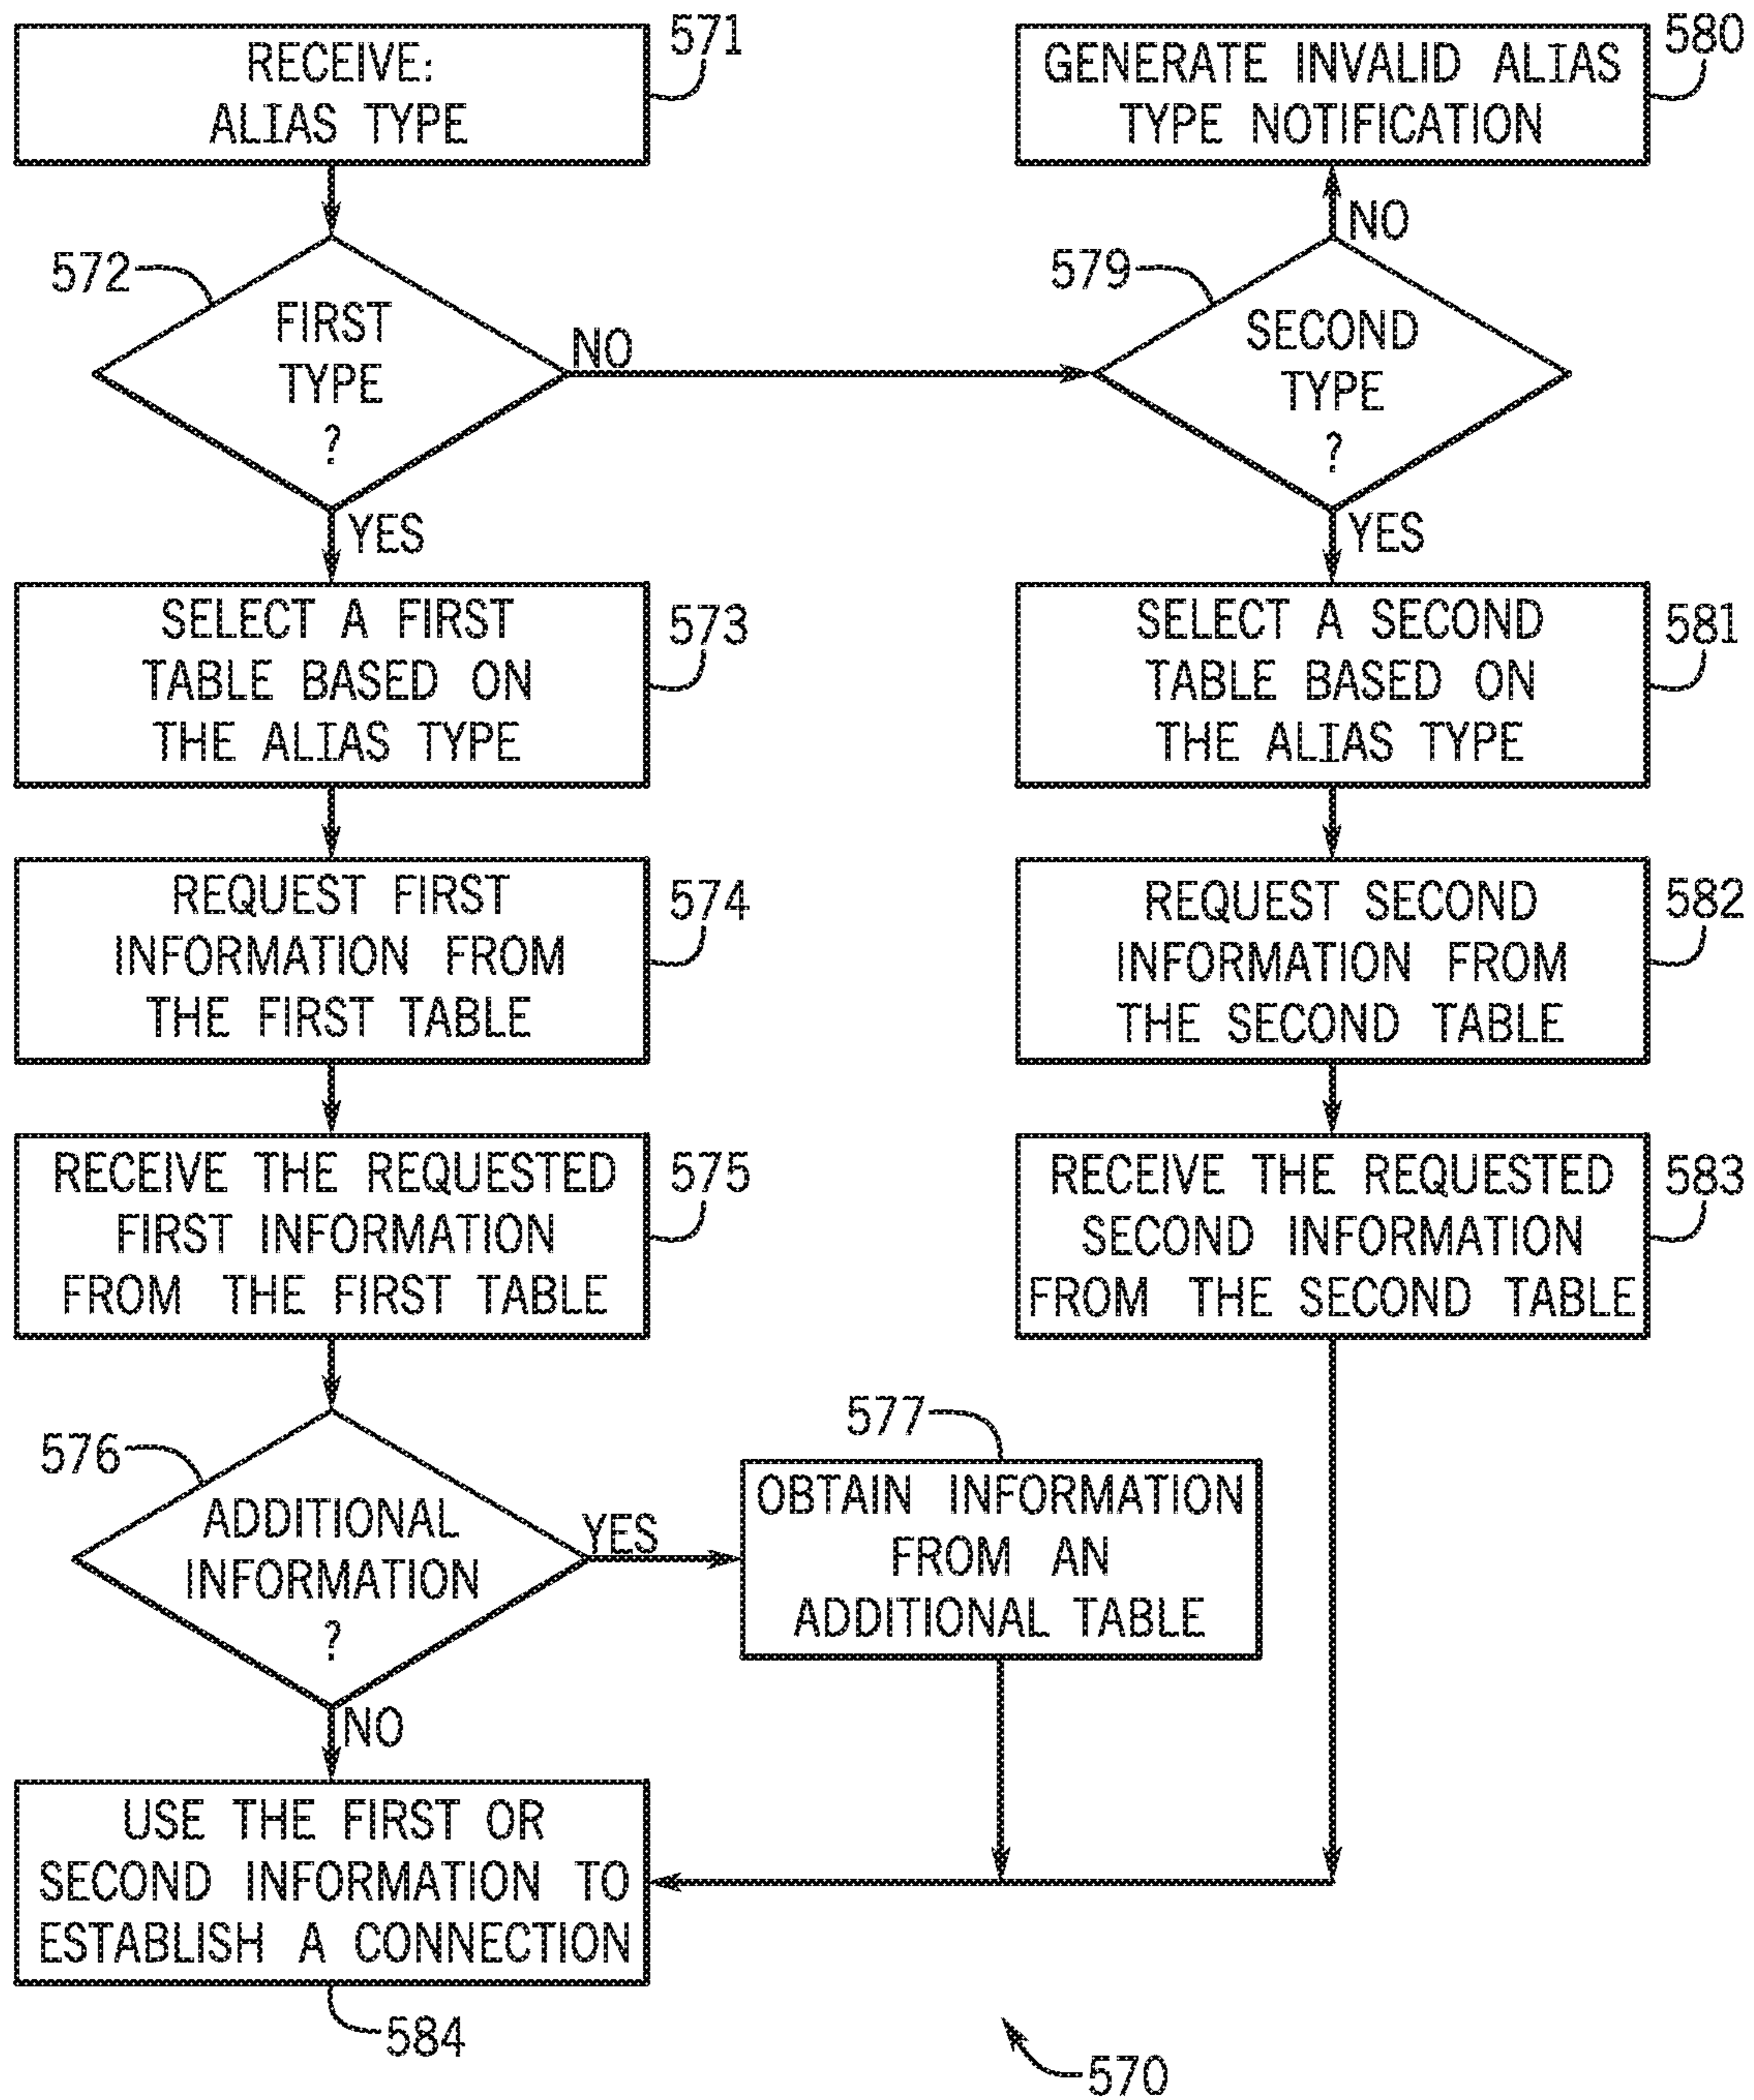 RECEIVE:
ALIAS TYPE
571
572
FIRST
TYPE
?
NO
YES
SELECT A FIRST
TABLE BASED ON
THE ALIAS TYPE
573
REQUEST FIRST
INFORMATION FROM
THE FIRST TABLE
574
RECEIVE THE REQUESTED
FIRST INFORMATION
FROM THE FIRST TABLE
575
576
ADDITIONAL
INFORMATION
?
YES
NO
577
OBTAIN INFORMATION
FROM AN
ADDITIONAL TABLE
GENERATE INVALID ALIAS
TYPE NOTIFICATION
580
NO
579
SECOND
TYPE
?
YES
SELECT A SECOND
TABLE BASED ON
THE ALIAS TYPE
581
REQUEST SECOND
INFORMATION FROM
THE SECOND TABLE
582
RECEIVE THE REQUESTED
SECOND INFORMATION
FROM THE SECOND TABLE
583
USE THE FIRST OR
SECOND INFORMATION TO
ESTABLISH A CONNECTION
584
570